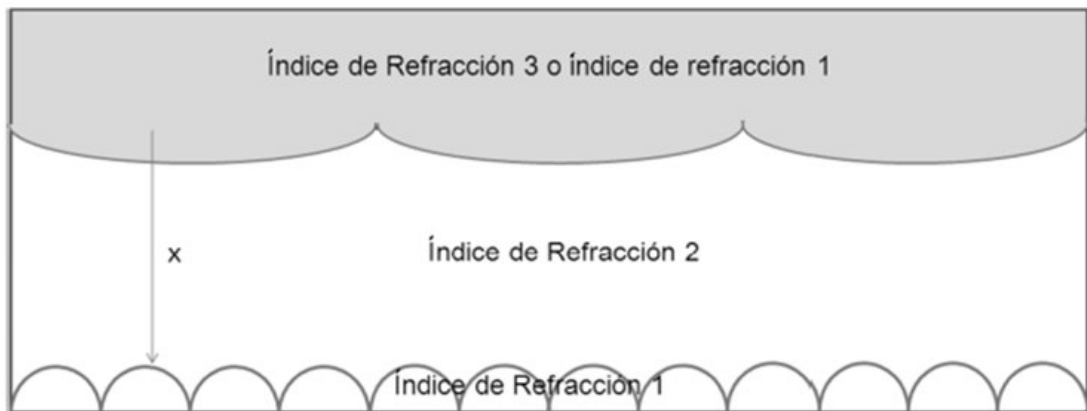 Índice de Refracción 3 o índice de refracción 1
x
Índice de Refracción 2
Índice de Refracción 1